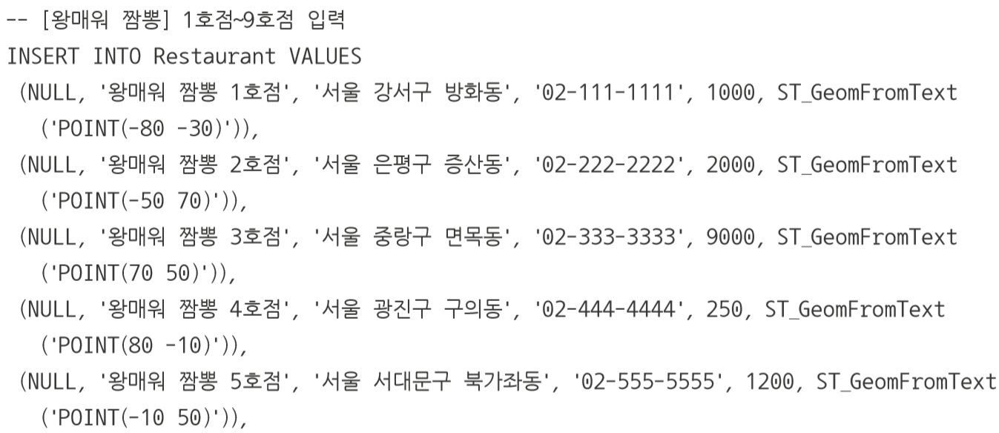 -- [왕매워 짬뽕] 1호점~9호점 입력
INSERT INTO Restaurant VALUES
(NULL, '왕매워 짬뽕 1호점', '서울 강서구 방화동', '02-111-1111', 1000, ST_GeomFromText
('POINT(-80 -30)')),
(NULL, '왕매워 짬뽕 2호점', '서울 은평구 증산동', '02-222-2222', 2000, ST_GeomFromText
('POINT(-50 70)')),
(NULL, '왕매워 짬뽕 3호점', '서울 중랑구 면목동', '02-333-3333', 9000, ST_GeomFromText
('POINT(70 50)')),
(NULL, '왕매워 짬뽕 4호점', '서울 광진구 구의동', '02-444-4444', 250, ST_GeomFromText
('POINT(80 -10)')),
(NULL, '왕매워 짬뽕 5호점', '서울 서대문구 북가좌동', '02-555-5555', 1200, ST_GeomFromText
('POINT(-10 50)')),